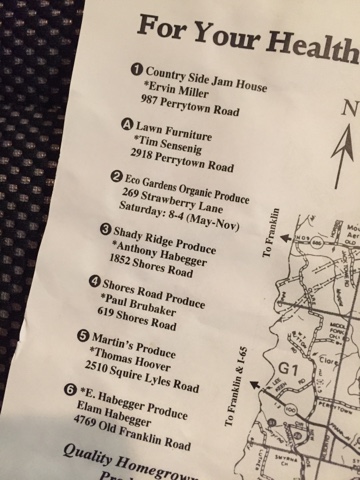 For Your Health
1 Country Side Jam House
*Ervin Miller
987 Perrytown Road
A Lawn Furniture
*Tim Sensenig
2918 Perrytown Road
2 Eco Gardens Organic Produce
269 Strawberry Lane
Saturday: 8-4 (May-Nov)
3 Shady Ridge Produce
*Anthony Habegger
1852 Shores Road
4 Shores Road Produce
*Paul Brubaker
619 Shores Road
5 Martin's Produce
*Thomas Hoover
2510 Squire Lyles Road
6 *E. Habegger Produce
Elam Habegger
4769 Old Franklin Road
Quality Homegrown
N
To Franklin
G1
To Franklin & I-65
100
PERRYTOWN
SMYRNA
CH